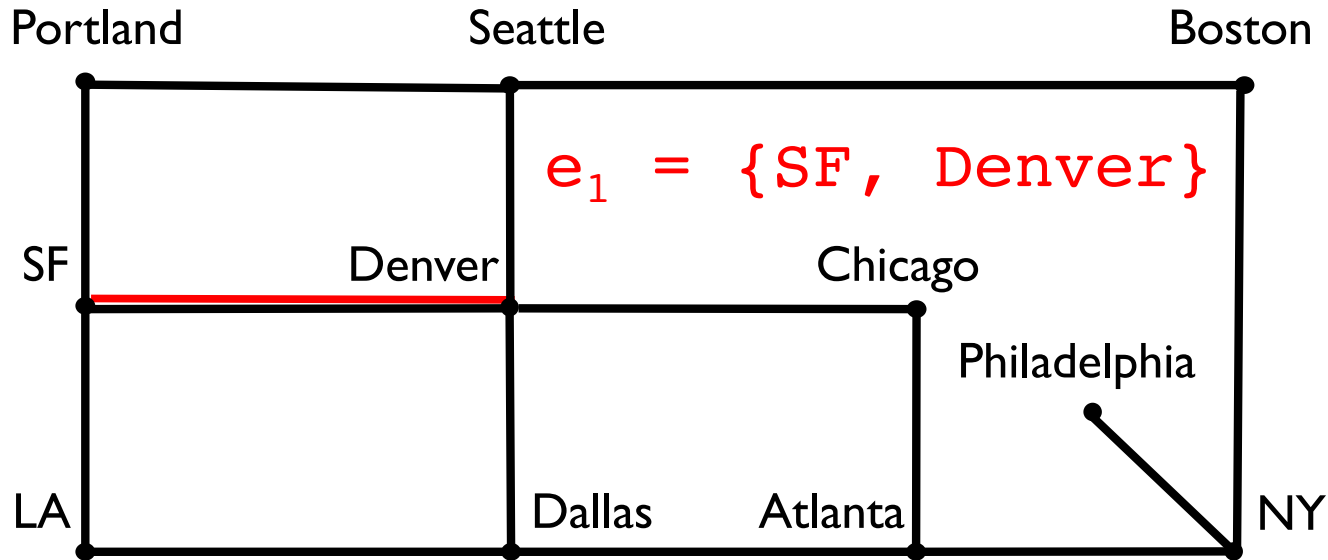 Portland Seattle Boston
e₁ = {SF, Denver}
SF Denver Chicago
Philadelphia
LA Dallas Atlanta NY